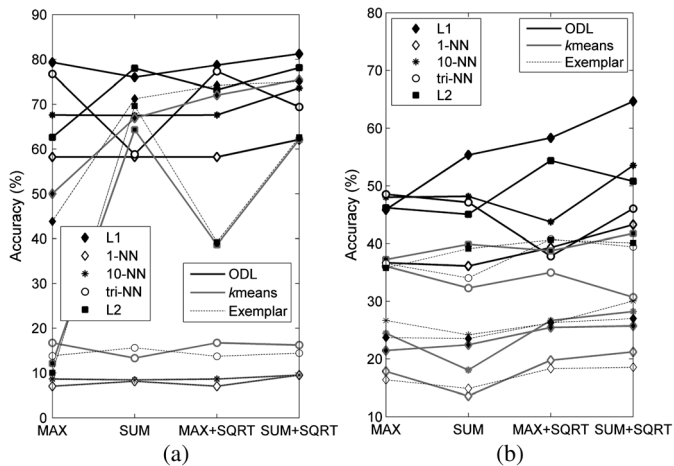 90
80
70
60
50
40
30
20
10
0
Accuracy (%)
L1
1-NN
10-NN
tri-NN
L2
ODL
kmeans
Exemplar
MAX SUM MAX+SQRT SUM+SQRT
(a)
80
70
60
50
40
30
20
10
Accuracy (%)
L1
1-NN
10-NN
tri-NN
L2
ODL
kmeans
Exemplar
MAX SUM MAX+SQRT SUM+SQRT
(b)